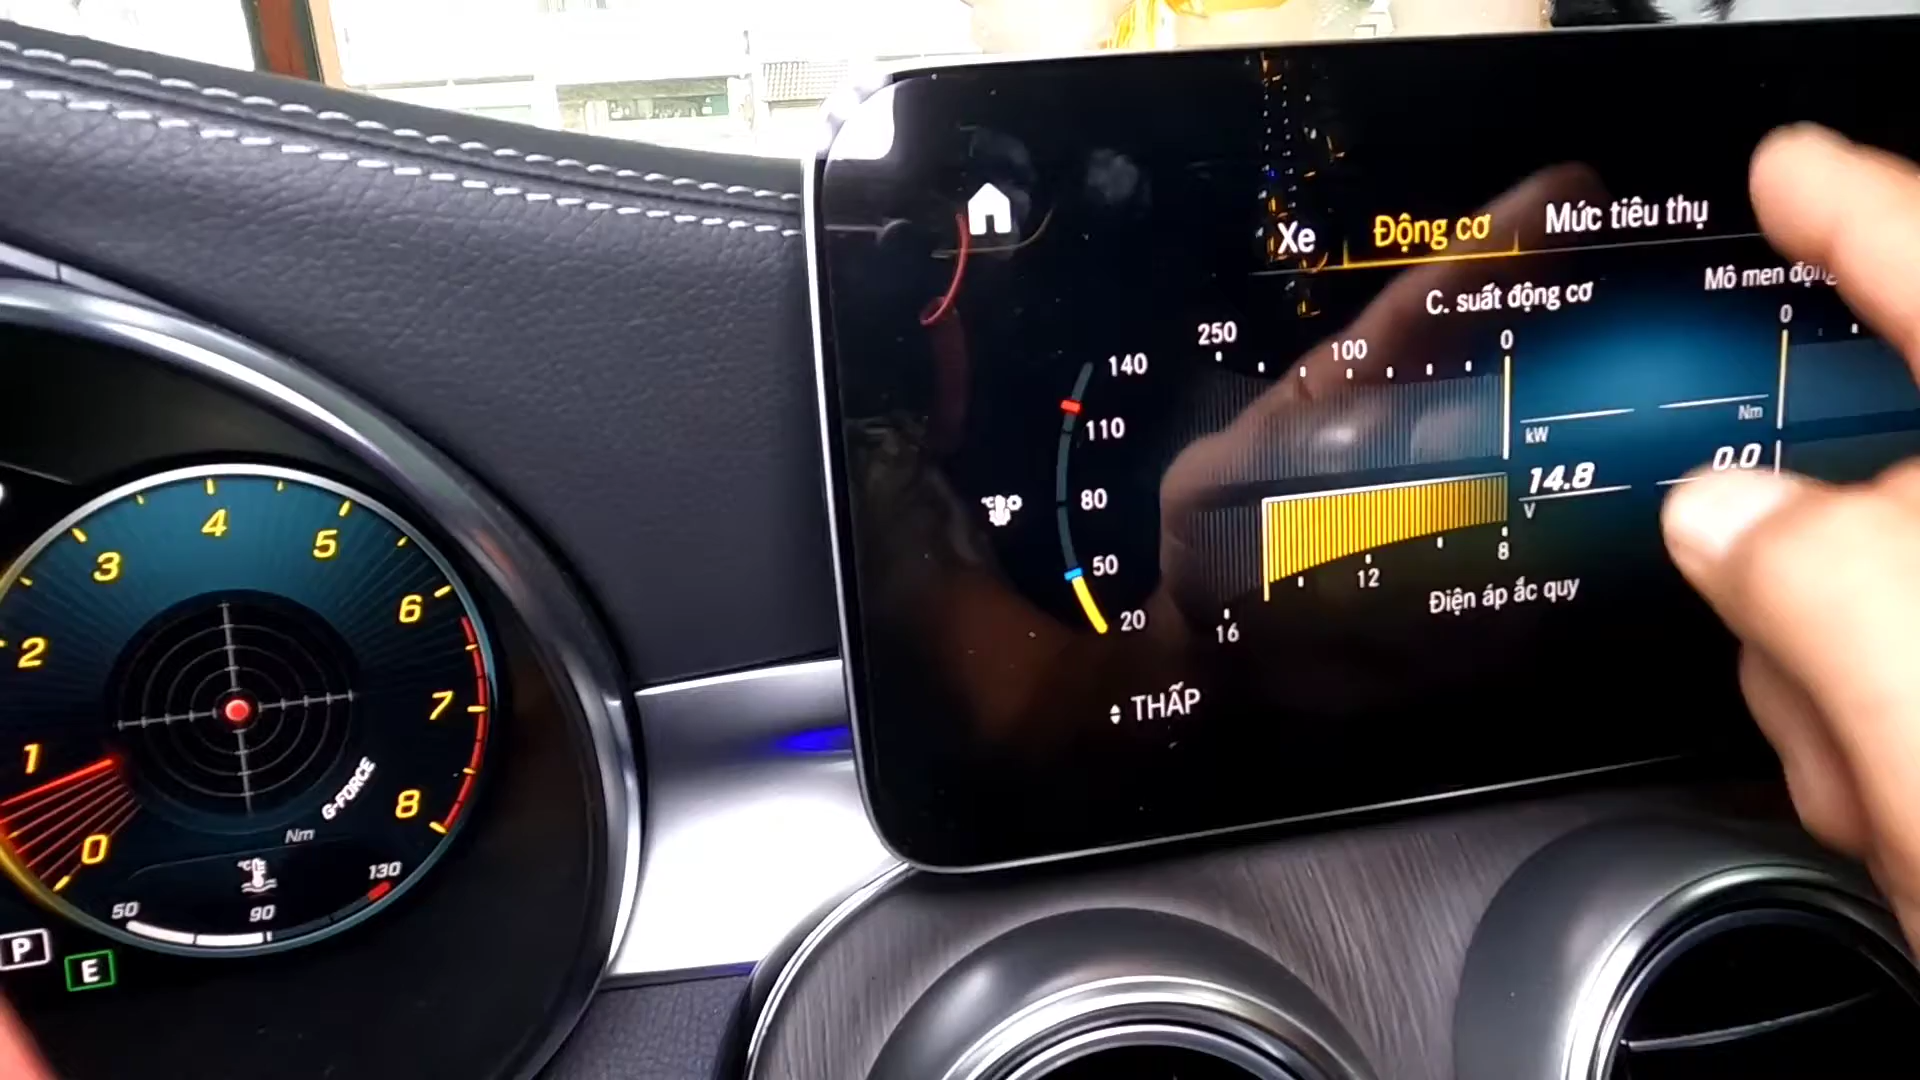 Xe Động cơ Mức tiêu thụ
C. suất động cơ Mô men động
250 100 0 0
140
110
80
50
20
kW Nm
14.8 0.0
V
16 12 8
Điện áp ắc quy
THẤP
0 1 2 3 4 5 6 7 8
G-FORCE
Nm
°C
50 90 130
P E